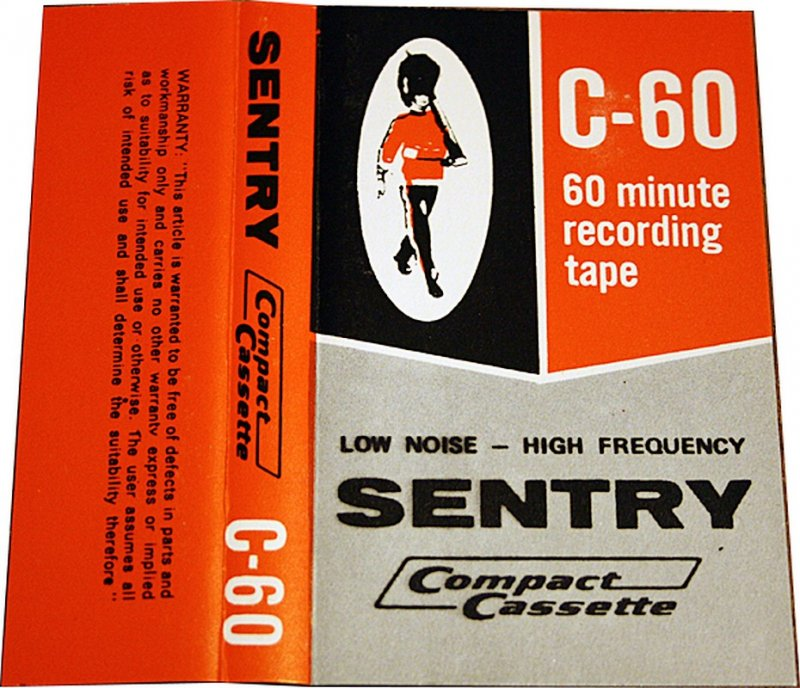 WARRANTY: "This article is warranted to be free of defects in parts and
workmanship only and carries no other warranty express or implied
as to suitability for intended use or otherwise. The user assumes all
risk of intended use and shall determine the suitability therefore"
SENTRY
Compact
Cassette
C-60
C-60
60 minute
recording
tape
LOW NOISE – HIGH FREQUENCY
SENTRY
Compact
Cassette